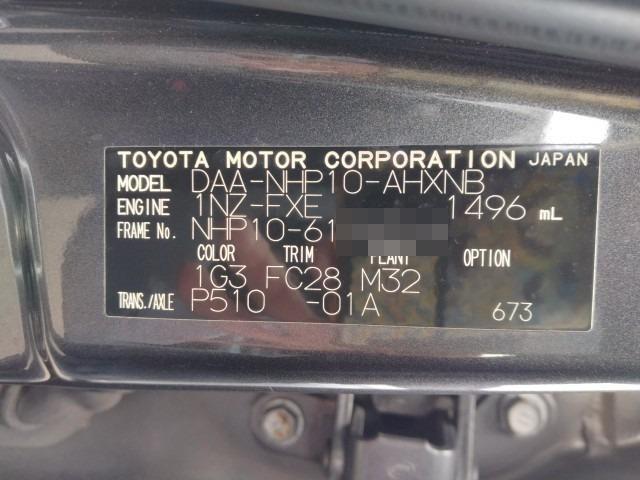 TOYOTA MOTOR CORPORATION JAPAN
MODEL DAA-NHP10-AHXNB
ENGINE 1NZ-FXE 1496 mL
FRAME No. NHP10-61
COLOR TRIM PLANT OPTION
1G3 FC28 M32
TRANS./AXLE P510 -01A 673